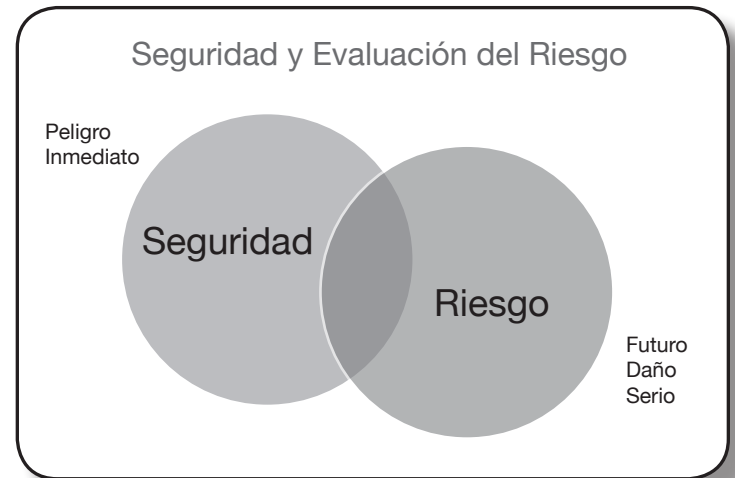 Seguridad y Evaluación del Riesgo
Peligro
Inmediato
Seguridad
Riesgo
Futuro
Daño
Serio